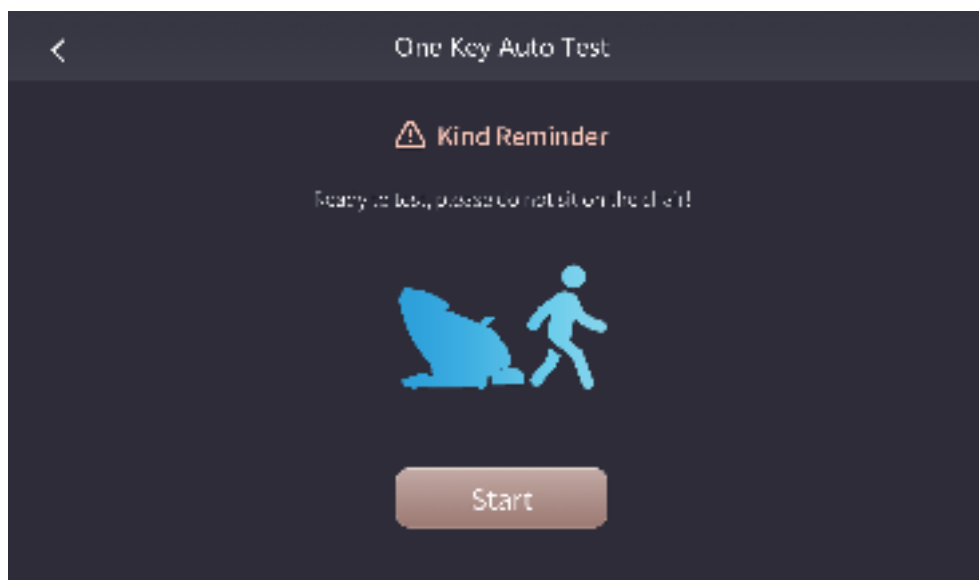 One Key Auto Test
Kind Reminder
Ready to test, please do not sit on the chair!
Start